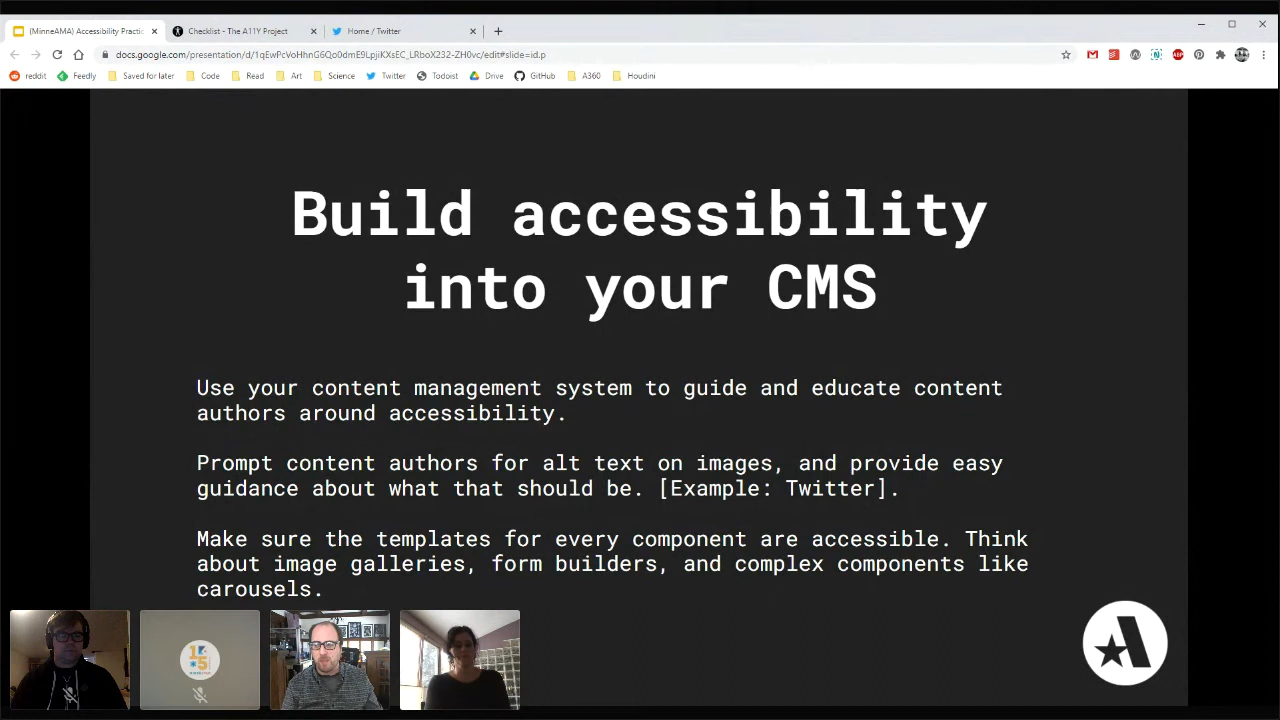 (MinneAMA) Accessibility Practic
Checklist - The A11Y Project
Home / Twitter
docs.google.com/presentation/d/1qEwPcVoHhnG6Qo0dmE9LpjiKXsEC_LRboX232-ZH0vc/edit#slide=id.p
reddit
Feedly
Saved for later
Code
Read
Art
Science
Twitter
Todoist
Drive
GitHub
A360
Houdini
Build accessibility
into your CMS
Use your content management system to guide and educate content
authors around accessibility.
Prompt content authors for alt text on images, and provide easy
guidance about what that should be. [Example: Twitter].
Make sure the templates for every component are accessible. Think
about image galleries, form builders, and complex components like
carousels.